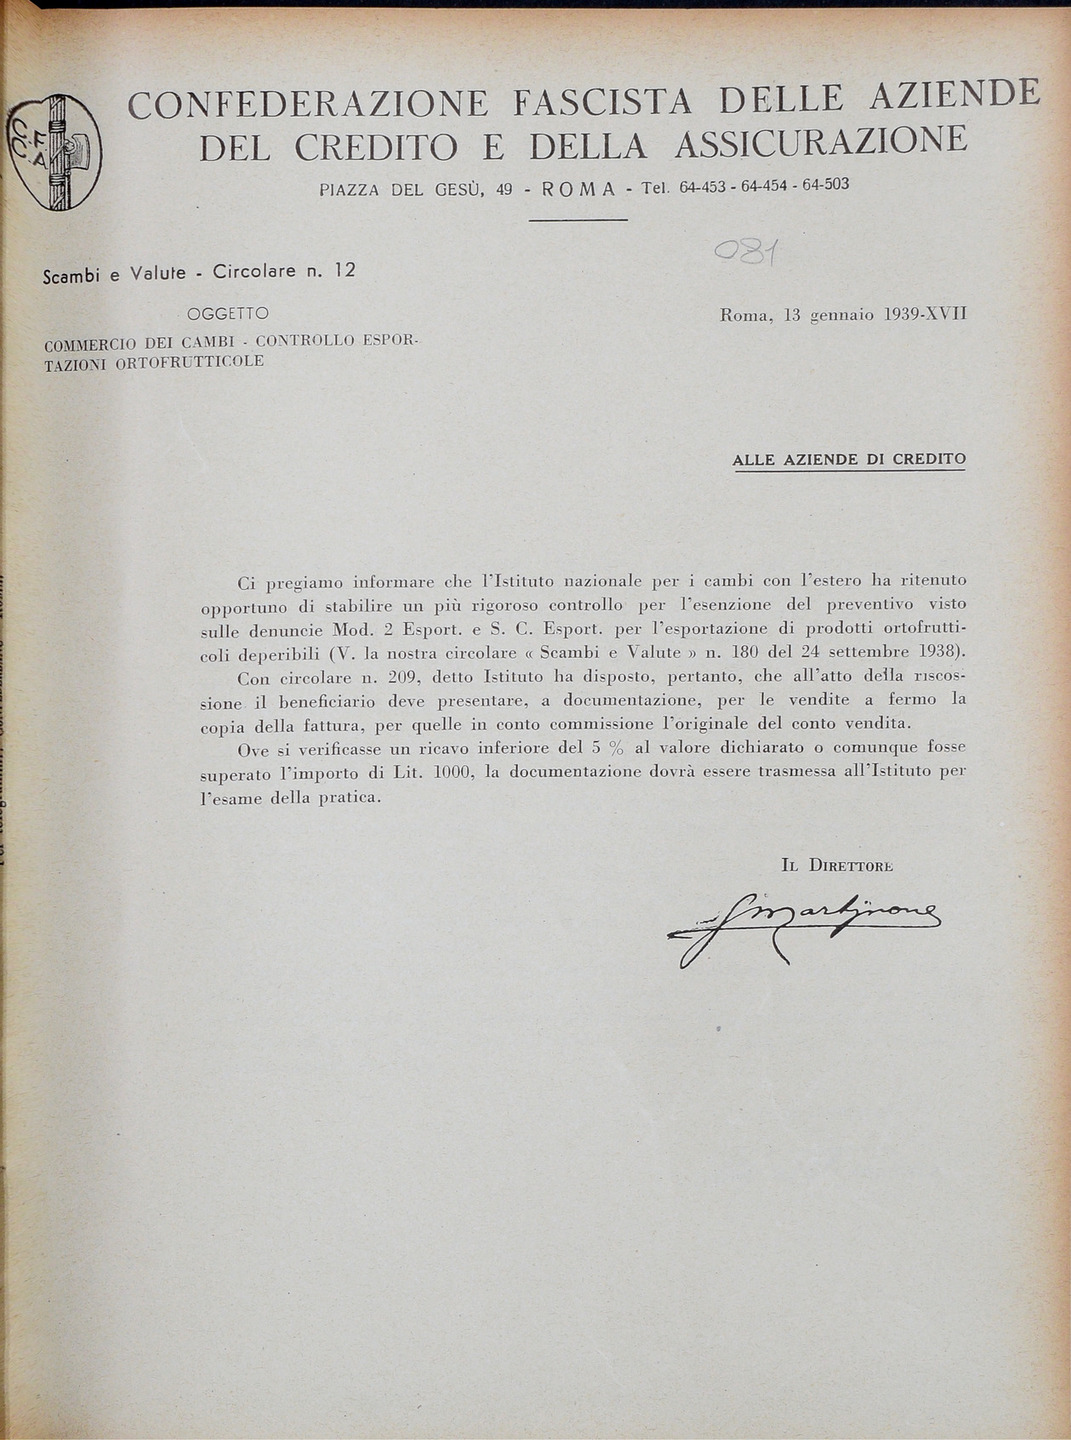 CONFEDERAZIONE FASCISTA DELLE AZIENDE
DEL CREDITO E DELLA ASSICURAZIONE
PIAZZA DEL GESÙ, 49 - ROMA - Tel. 64-453 - 64-454 - 64-503
081
Scambi e Valute - Circolare n. 12
OGGETTO
COMMERCIO DEI CAMBI - CONTROLLO ESPOR-
TAZIONI ORTOFRUTTICOLE
Roma, 13 gennaio 1939-XVII
ALLE AZIENDE DI CREDITO
Ci pregiamo informare che l'Istituto nazionale per i cambi con l'estero ha ritenuto
opportuno di stabilire un più rigoroso controllo per l'esenzione del preventivo visto
sulle denuncie Mod. 2 Esport. e S. C. Esport. per l'esportazione di prodotti ortofrutti-
coli deperibili (V. la nostra circolare « Scambi e Valute » n. 180 del 24 settembre 1938).
Con circolare n. 209, detto Istituto ha disposto, pertanto, che all'atto della riscos-
sione il beneficiario deve presentare, a documentazione, per le vendite a fermo la
copia della fattura, per quelle in conto commissione l'originale del conto vendita.
Ove si verificasse un ricavo inferiore del 5 % al valore dichiarato o comunque fosse
superato l'importo di Lit. 1000, la documentazione dovrà essere trasmessa all'Istituto per
l'esame della pratica.
IL DIRETTORE